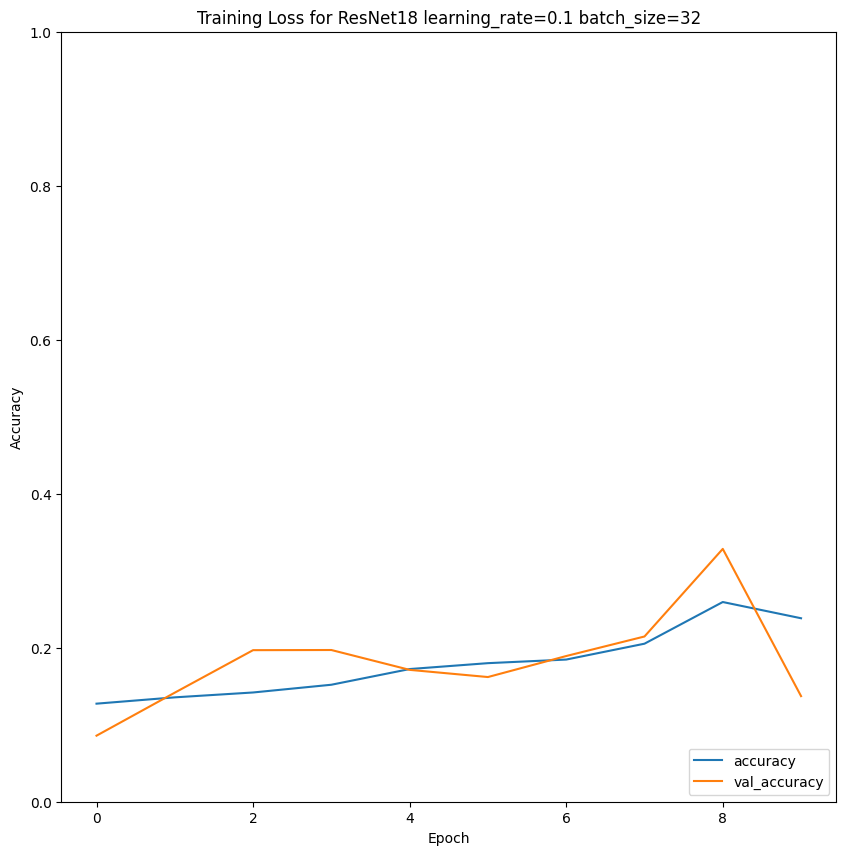 Training Loss for ResNet18 learning_rate=0.1 batch_size=32
1.0
0.8
0.6
0.4
0.2
0.0
Accuracy
0 2 4 6 8
Epoch
accuracy
val_accuracy